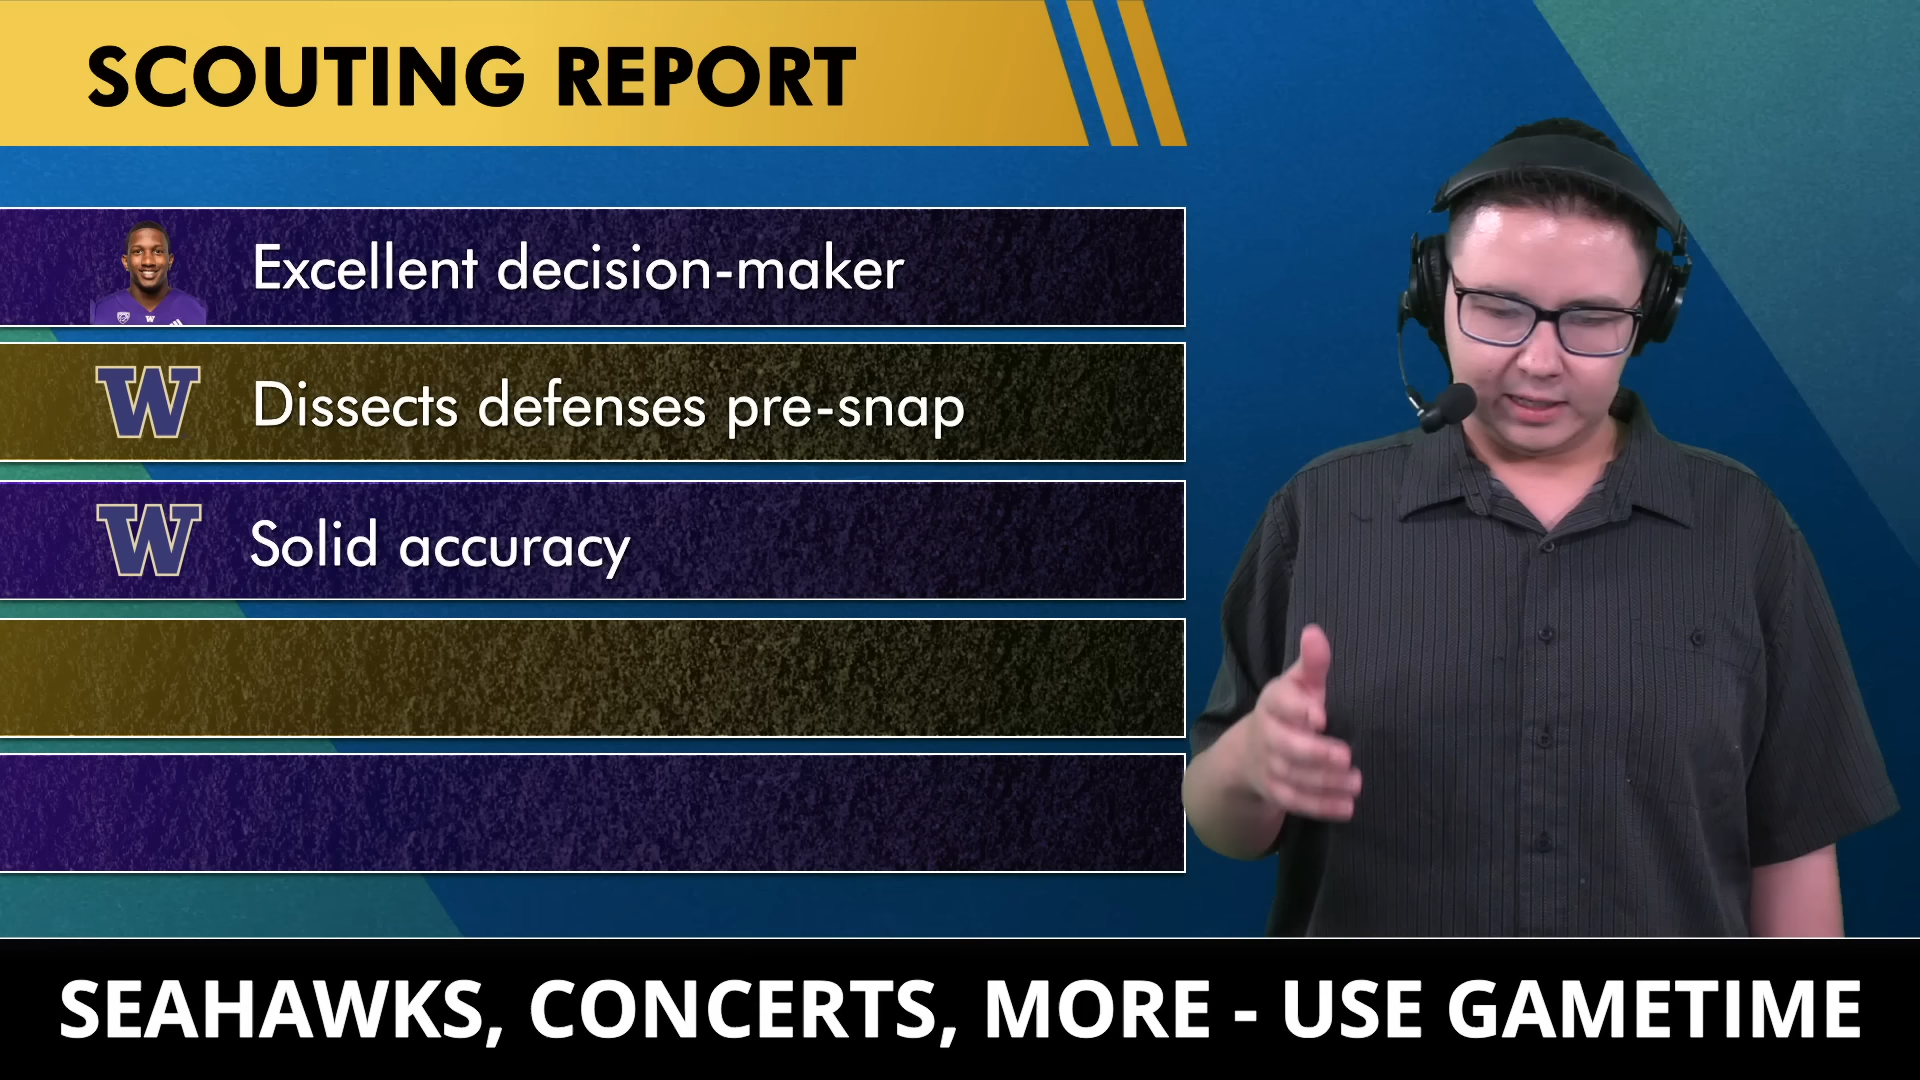 SCOUTING REPORT
Excellent decision-maker
W
Dissects defenses pre-snap
W
Solid accuracy
W
SEAHAWKS, CONCERTS, MORE - USE GAMETIME